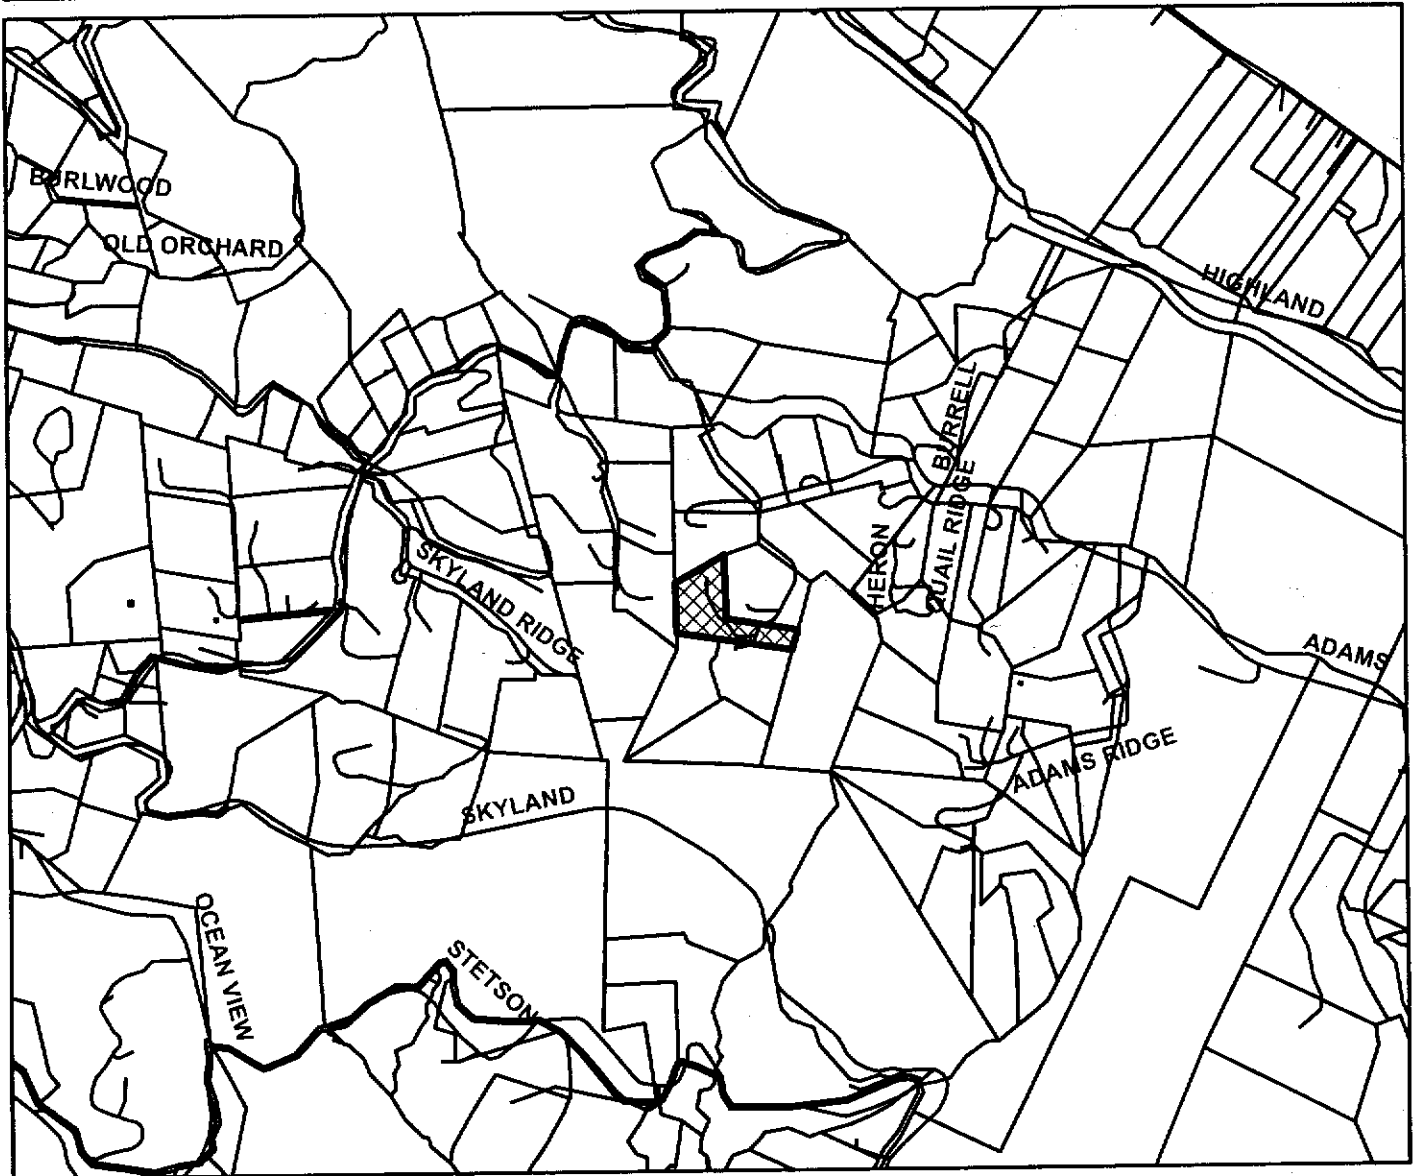 BURLWOOD
OLD ORCHARD
HIGHLAND
BURRELL
QUAIL RIDGE
HERON
SKYLAND RIDGE
ADAMS
ADAMS RIDGE
SKYLAND
OCEAN VIEW
STETSON